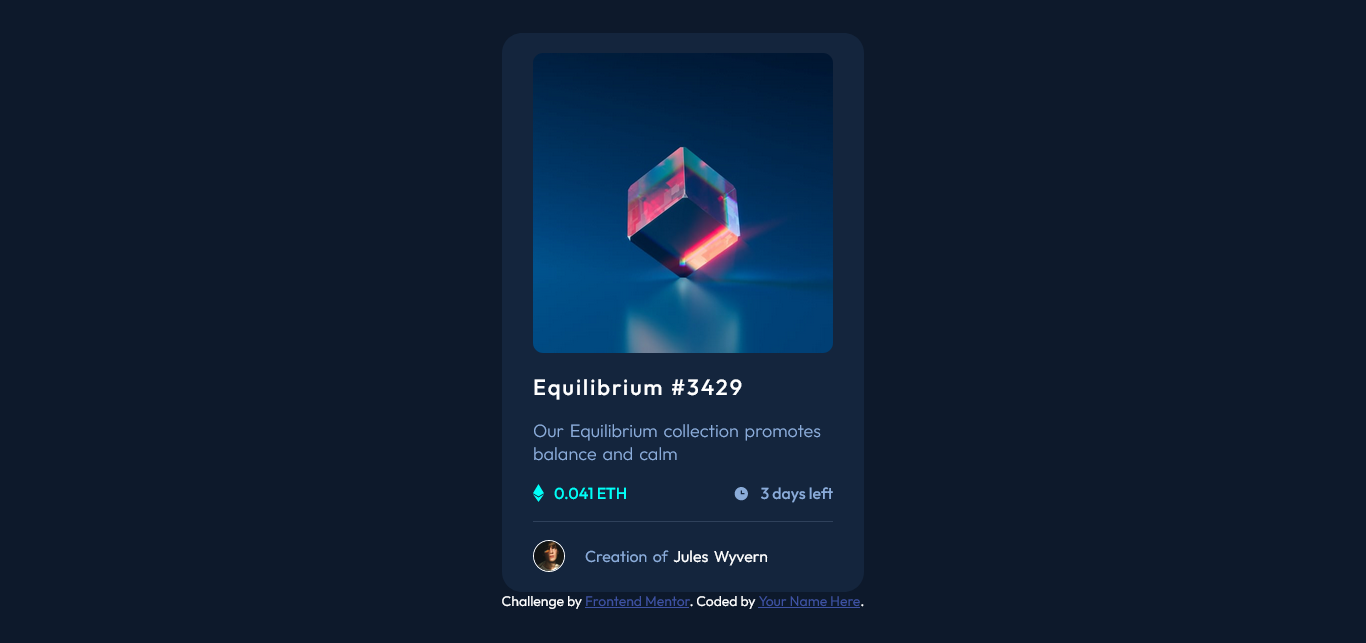 Equilibrium #3429
Our Equilibrium collection promotes
balance and calm
0.041 ETH
3 days left
Creation of Jules Wyvern
Challenge by Frontend Mentor. Coded by Your Name Here.